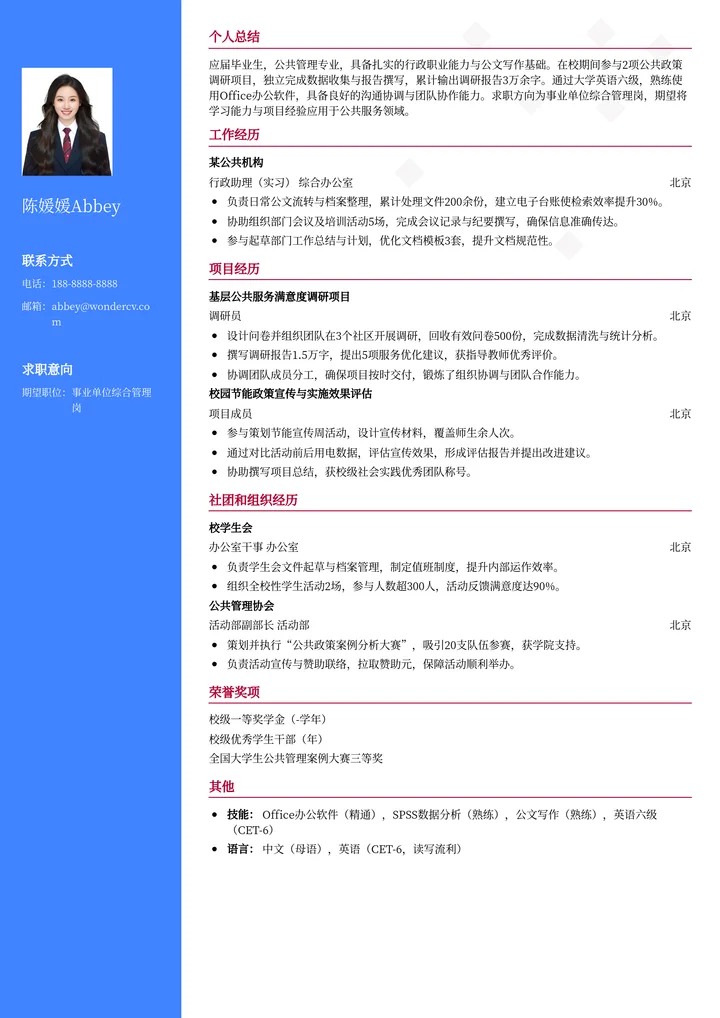 陈媛媛Abbey
联系方式
电话：188-8888-8888
邮箱：abbey@wondercv.co
m
求职意向
期望职位：事业单位综合管理
岗
个人总结
应届毕业生，公共管理专业，具备扎实的行政职业能力与公文写作基础。在校期间参与2项公共政策
调研项目，独立完成数据收集与报告撰写，累计输出调研报告3万余字。通过大学英语六级，熟练使
用Office办公软件，具备良好的沟通协调与团队协作能力。求职方向为事业单位综合管理岗，期望将
学习能力与项目经验应用于公共服务领域。
工作经历
某公共机构
行政助理（实习） 综合办公室 北京
• 负责日常公文流转与档案整理，累计处理文件200余份，建立电子台账使检索效率提升30%。
• 协助组织部门会议及培训活动5场，完成会议记录与纪要撰写，确保信息准确传达。
• 参与起草部门工作总结与计划，优化文档模板3套，提升文档规范性。
项目经历
基层公共服务满意度调研项目
调研员 北京
• 设计问卷并组织团队在3个社区开展调研，回收有效问卷500份，完成数据清洗与统计分析。
• 撰写调研报告1.5万字，提出5项服务优化建议，获指导教师优秀评价。
• 协调团队成员分工，确保项目按时交付，锻炼了组织协调与团队合作能力。
校园节能政策宣传与实施效果评估
项目成员 北京
• 参与策划节能宣传周活动，设计宣传材料，覆盖师生余人次。
• 通过对比活动前后用电数据，评估宣传效果，形成评估报告并提出改进建议。
• 协助撰写项目总结，获校级社会实践优秀团队称号。
社团和组织经历
校学生会
办公室干事 办公室 北京
• 负责学生会文件起草与档案管理，制定值班制度，提升内部运作效率。
• 组织全校性学生活动2场，参与人数超300人，活动反馈满意度达90%。
公共管理协会
活动部副部长 活动部 北京
• 策划并执行“公共政策案例分析大赛”，吸引20支队伍参赛，获学院支持。
• 负责活动宣传与赞助联络，拉取赞助元，保障活动顺利举办。
荣誉奖项
校级一等奖学金（-学年）
校级优秀学生干部（年）
全国大学生公共管理案例大赛三等奖
其他
• 技能： Office办公软件（精通），SPSS数据分析（熟练），公文写作（熟练），英语六级
（CET-6）
• 语言： 中文（母语），英语（CET-6，读写流利）